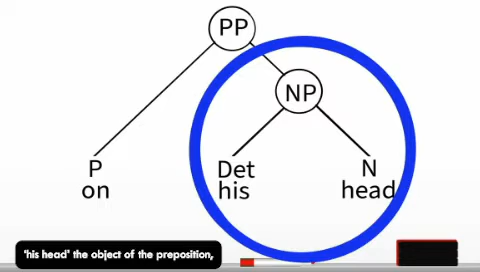 PP
NP
P
Det
N
on
his
head
'his head' the object of the preposition,